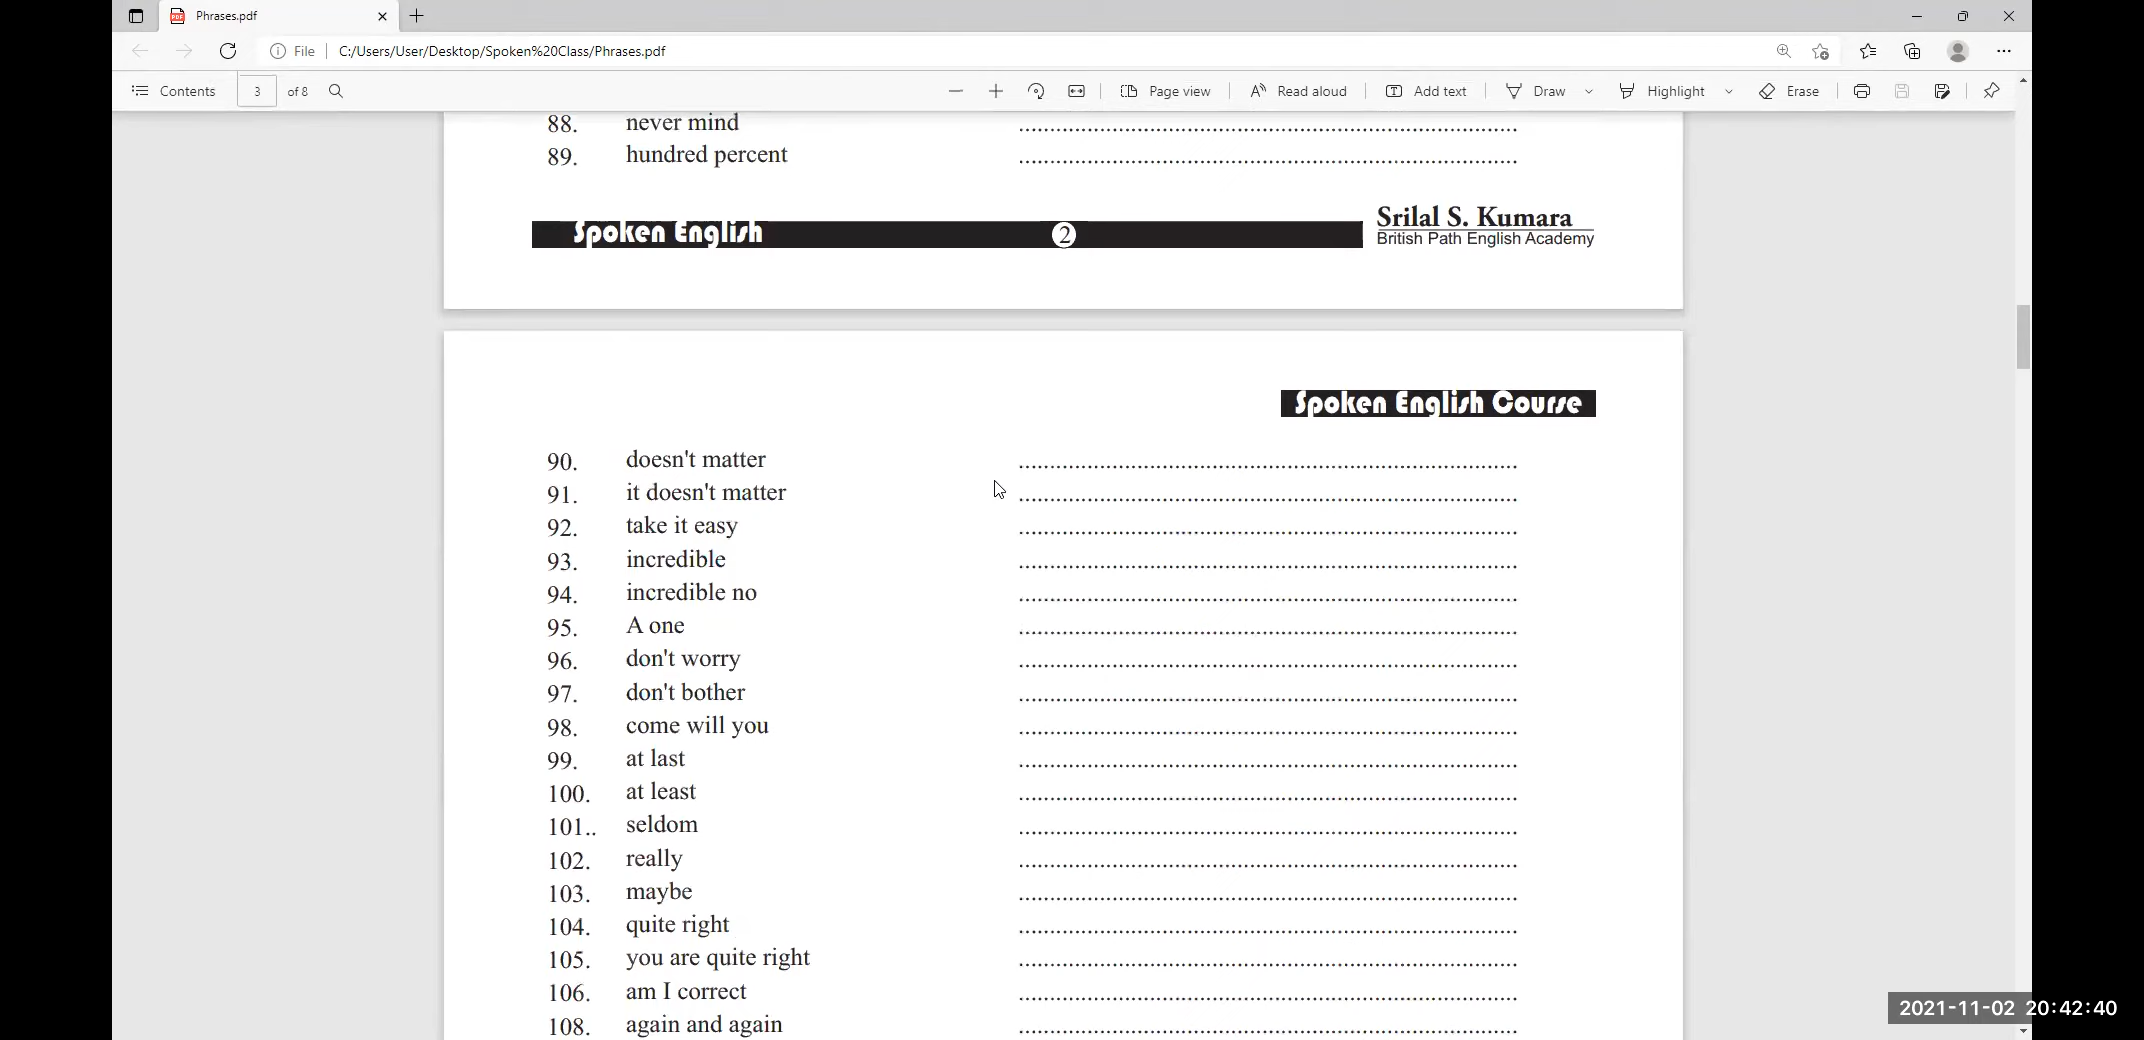 Phrases.pdf
File C:/Users/User/Desktop/Spoken%20Class/Phrases.pdf
Contents 3 of 8 Page view Read aloud Add text Draw Highlight Erase
88. never mind ................................................................................
89. hundred percent ................................................................................
Spoken English 2 Srilal S. Kumara
British Path English Academy
Spoken English Course
90. doesn't matter ................................................................................
91. it doesn't matter ................................................................................
92. take it easy ................................................................................
93. incredible ................................................................................
94. incredible no ................................................................................
95. A one ................................................................................
96. don't worry ................................................................................
97. don't bother ................................................................................
98. come will you ................................................................................
99. at last ................................................................................
100. at least ................................................................................
101.. seldom ................................................................................
102. really ................................................................................
103. maybe ................................................................................
104. quite right ................................................................................
105. you are quite right ................................................................................
106. am I correct ................................................................................
108. again and again ................................................................................
2021-11-02 20:42:40